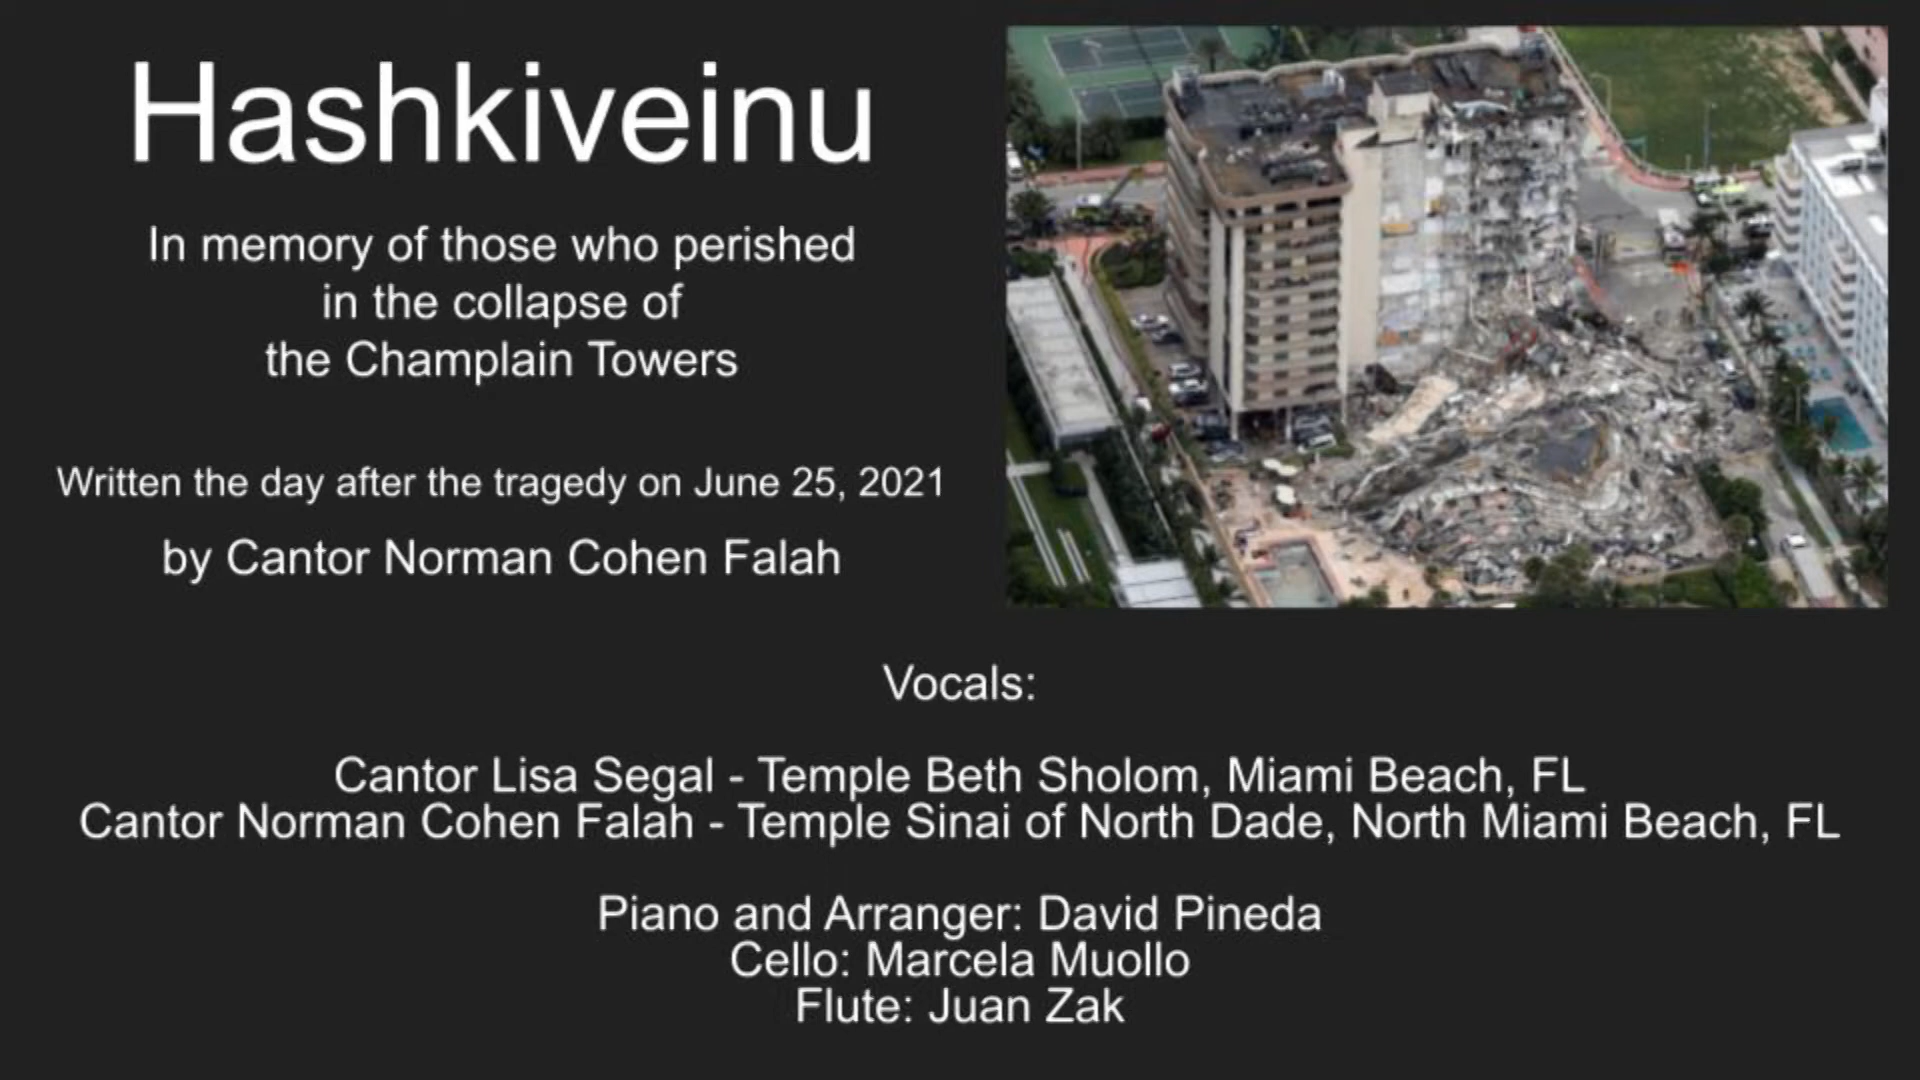 Hashkiveinu
In memory of those who perished
in the collapse of
the Champlain Towers
Written the day after the tragedy on June 25, 2021
by Cantor Norman Cohen Falah
Vocals:
Cantor Lisa Segal - Temple Beth Sholom, Miami Beach, FL
Cantor Norman Cohen Falah - Temple Sinai of North Dade, North Miami Beach, FL
Piano and Arranger: David Pineda
Cello: Marcela Muollo
Flute: Juan Zak